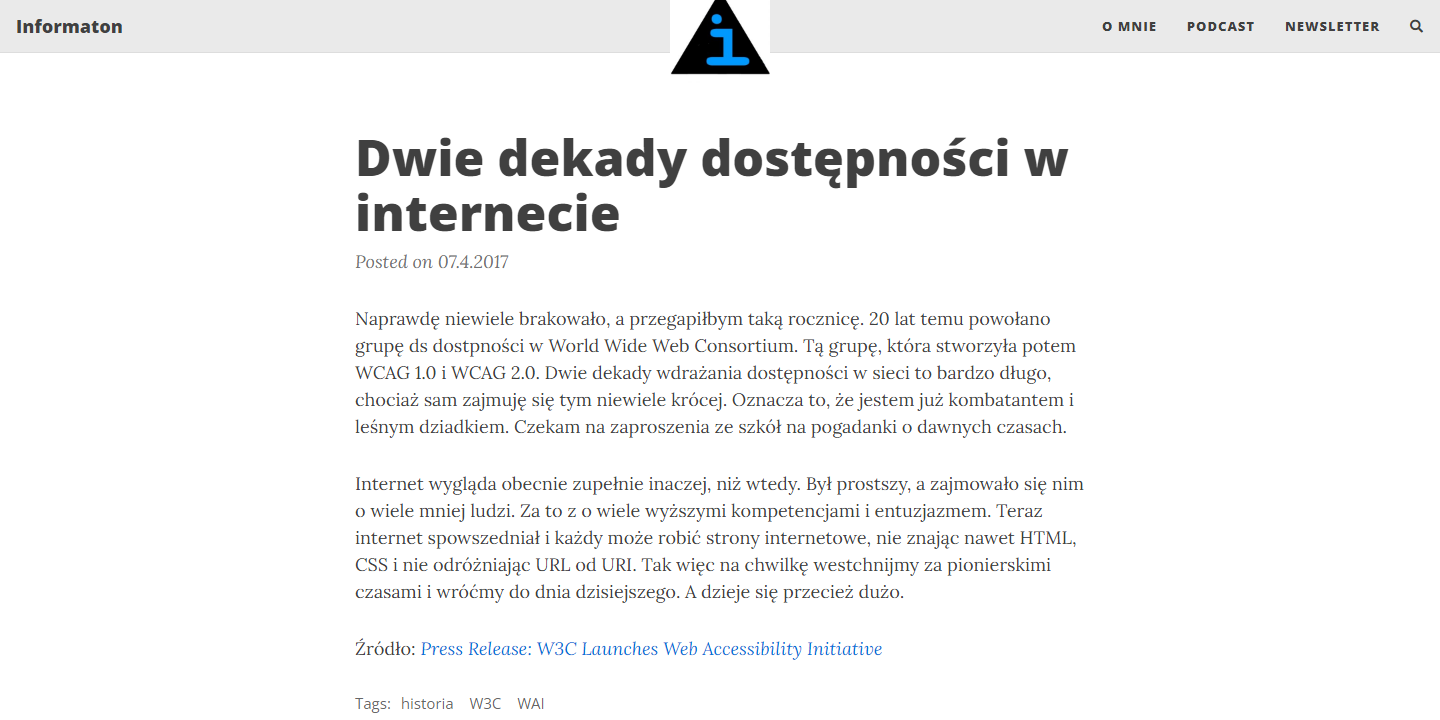 Informaton
i
O MNIE
PODCAST
NEWSLETTER
Dwie dekady dostępności w
internecie
Posted on 07.4.2017
Naprawdę niewiele brakowało, a przegapiłbym taką rocznicę. 20 lat temu powołano
grupę ds dostpności w World Wide Web Consortium. Tą grupę, która stworzyła potem
WCAG 1.0 i WCAG 2.0. Dwie dekady wdrażania dostępności w sieci to bardzo długo,
chociaż sam zajmuję się tym niewiele krócej. Oznacza to, że jestem już kombatantem i
leśnym dziadkiem. Czekam na zaproszenia ze szkół na pogadanki o dawnych czasach.
Internet wygląda obecnie zupełnie inaczej, niż wtedy. Był prostszy, a zajmowało się nim
o wiele mniej ludzi. Za to z o wiele wyższymi kompetencjami i entuzjazmem. Teraz
internet spowszedniał i każdy może robić strony internetowe, nie znając nawet HTML,
CSS i nie odróżniając URL od URI. Tak więc na chwilkę westchnijmy za pionierskimi
czasami i wróćmy do dnia dzisiejszego. A dzieje się przecież dużo.
Źródło: Press Release: W3C Launches Web Accessibility Initiative
Tags: historia W3C WAI